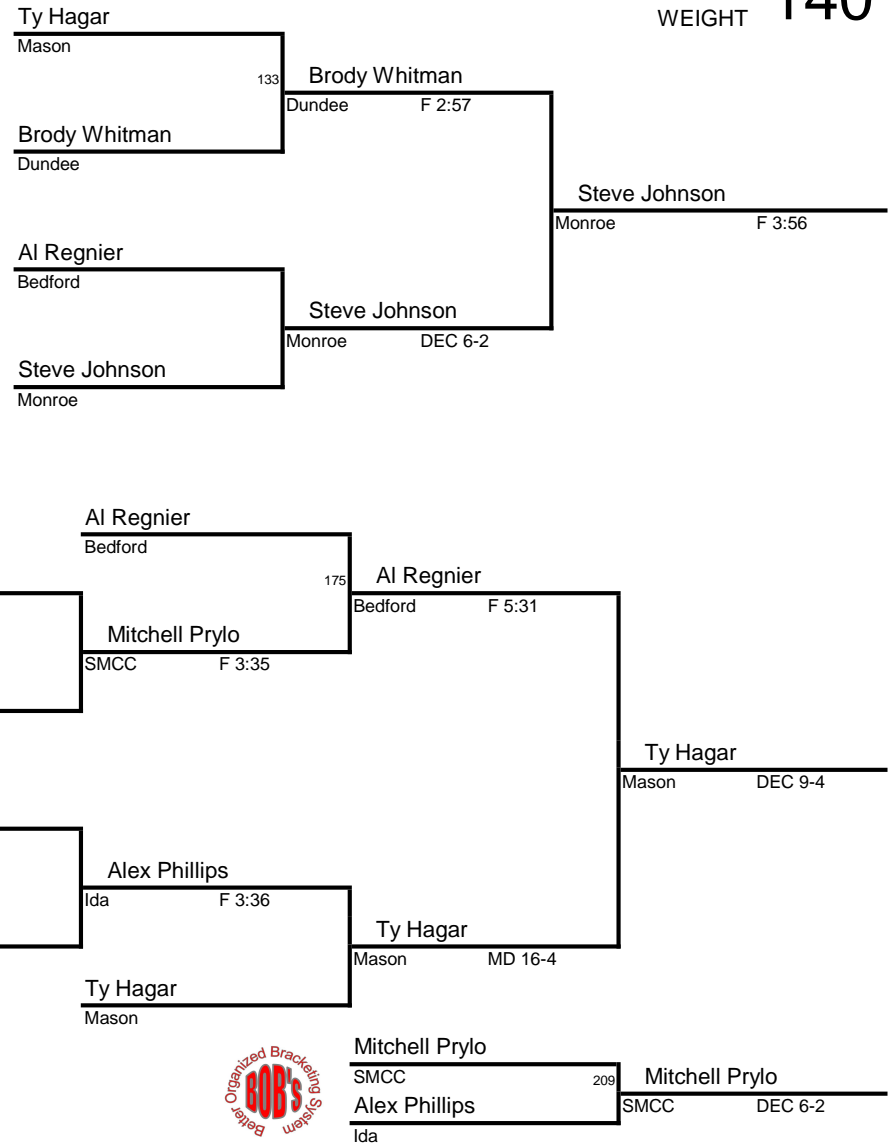 Ty Hagar
WEIGHT 140
Mason
133 Brody Whitman
Dundee F 2:57
Brody Whitman
Dundee
Steve Johnson
Monroe F 3:56
Al Regnier
Bedford
Steve Johnson
Monroe DEC 6-2
Steve Johnson
Monroe
Al Regnier
Bedford
175 Al Regnier
Bedford F 5:31
Mitchell Prylo
SMCC F 3:35
Ty Hagar
Mason DEC 9-4
Alex Phillips
Ida F 3:36
Ty Hagar
Mason MD 16-4
Ty Hagar
Mason
Mitchell Prylo
SMCC
209 Mitchell Prylo
SMCC DEC 6-2
Alex Phillips
Ida
Better Organized Bracketing System
BOB's